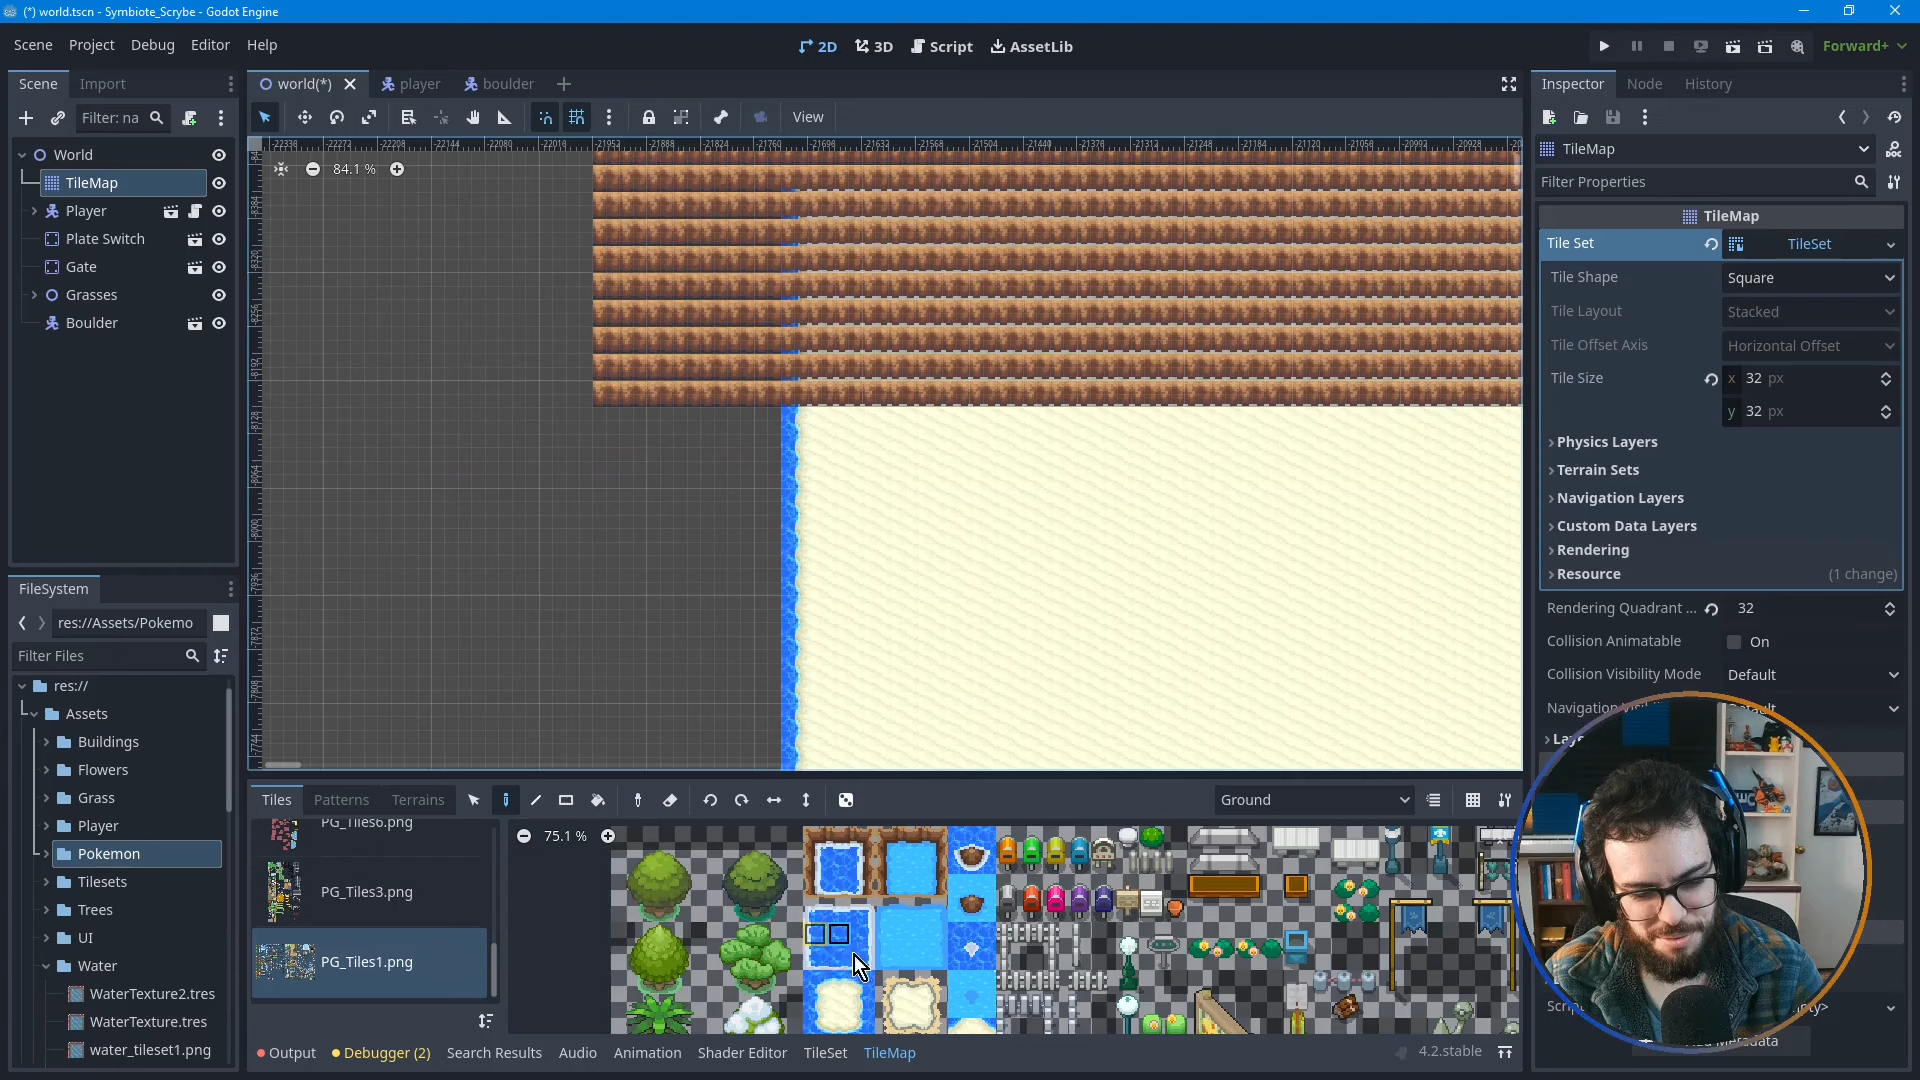 (*) world.tscn - Symbiote_Scrybe - Godot Engine
Scene Project Debug Editor Help
2D 3D Script AssetLib
Forward+
Scene Import
world(*) player boulder
Inspector Node History
Filter: na
View
World
TileMap
Player
Plate Switch
Gate
Grasses
Boulder
84.1 %
TileMap
Filter Properties
TileMap
Tile Set TileSet
Tile Shape Square
Tile Layout Stacked
Tile Offset Axis Horizontal Offset
Tile Size x 32 px
y 32 px
Physics Layers
Terrain Sets
Navigation Layers
Custom Data Layers
Rendering
Resource (1 change)
Rendering Quadrant ... 32
Collision Animatable On
Collision Visibility Mode Default
FileSystem
res://Assets/Pokemo
Filter Files
res://
Assets
Buildings
Flowers
Grass
Player
Pokemon
Tilesets
Trees
UI
Water
WaterTexture2.tres
WaterTexture.tres
water_tileset1.png
Tiles Patterns Terrains
Ground
PG_Tiles6.png
PG_Tiles3.png
PG_Tiles1.png
75.1 %
Output Debugger (2) Search Results Audio Animation Shader Editor TileSet TileMap
4.2.stable